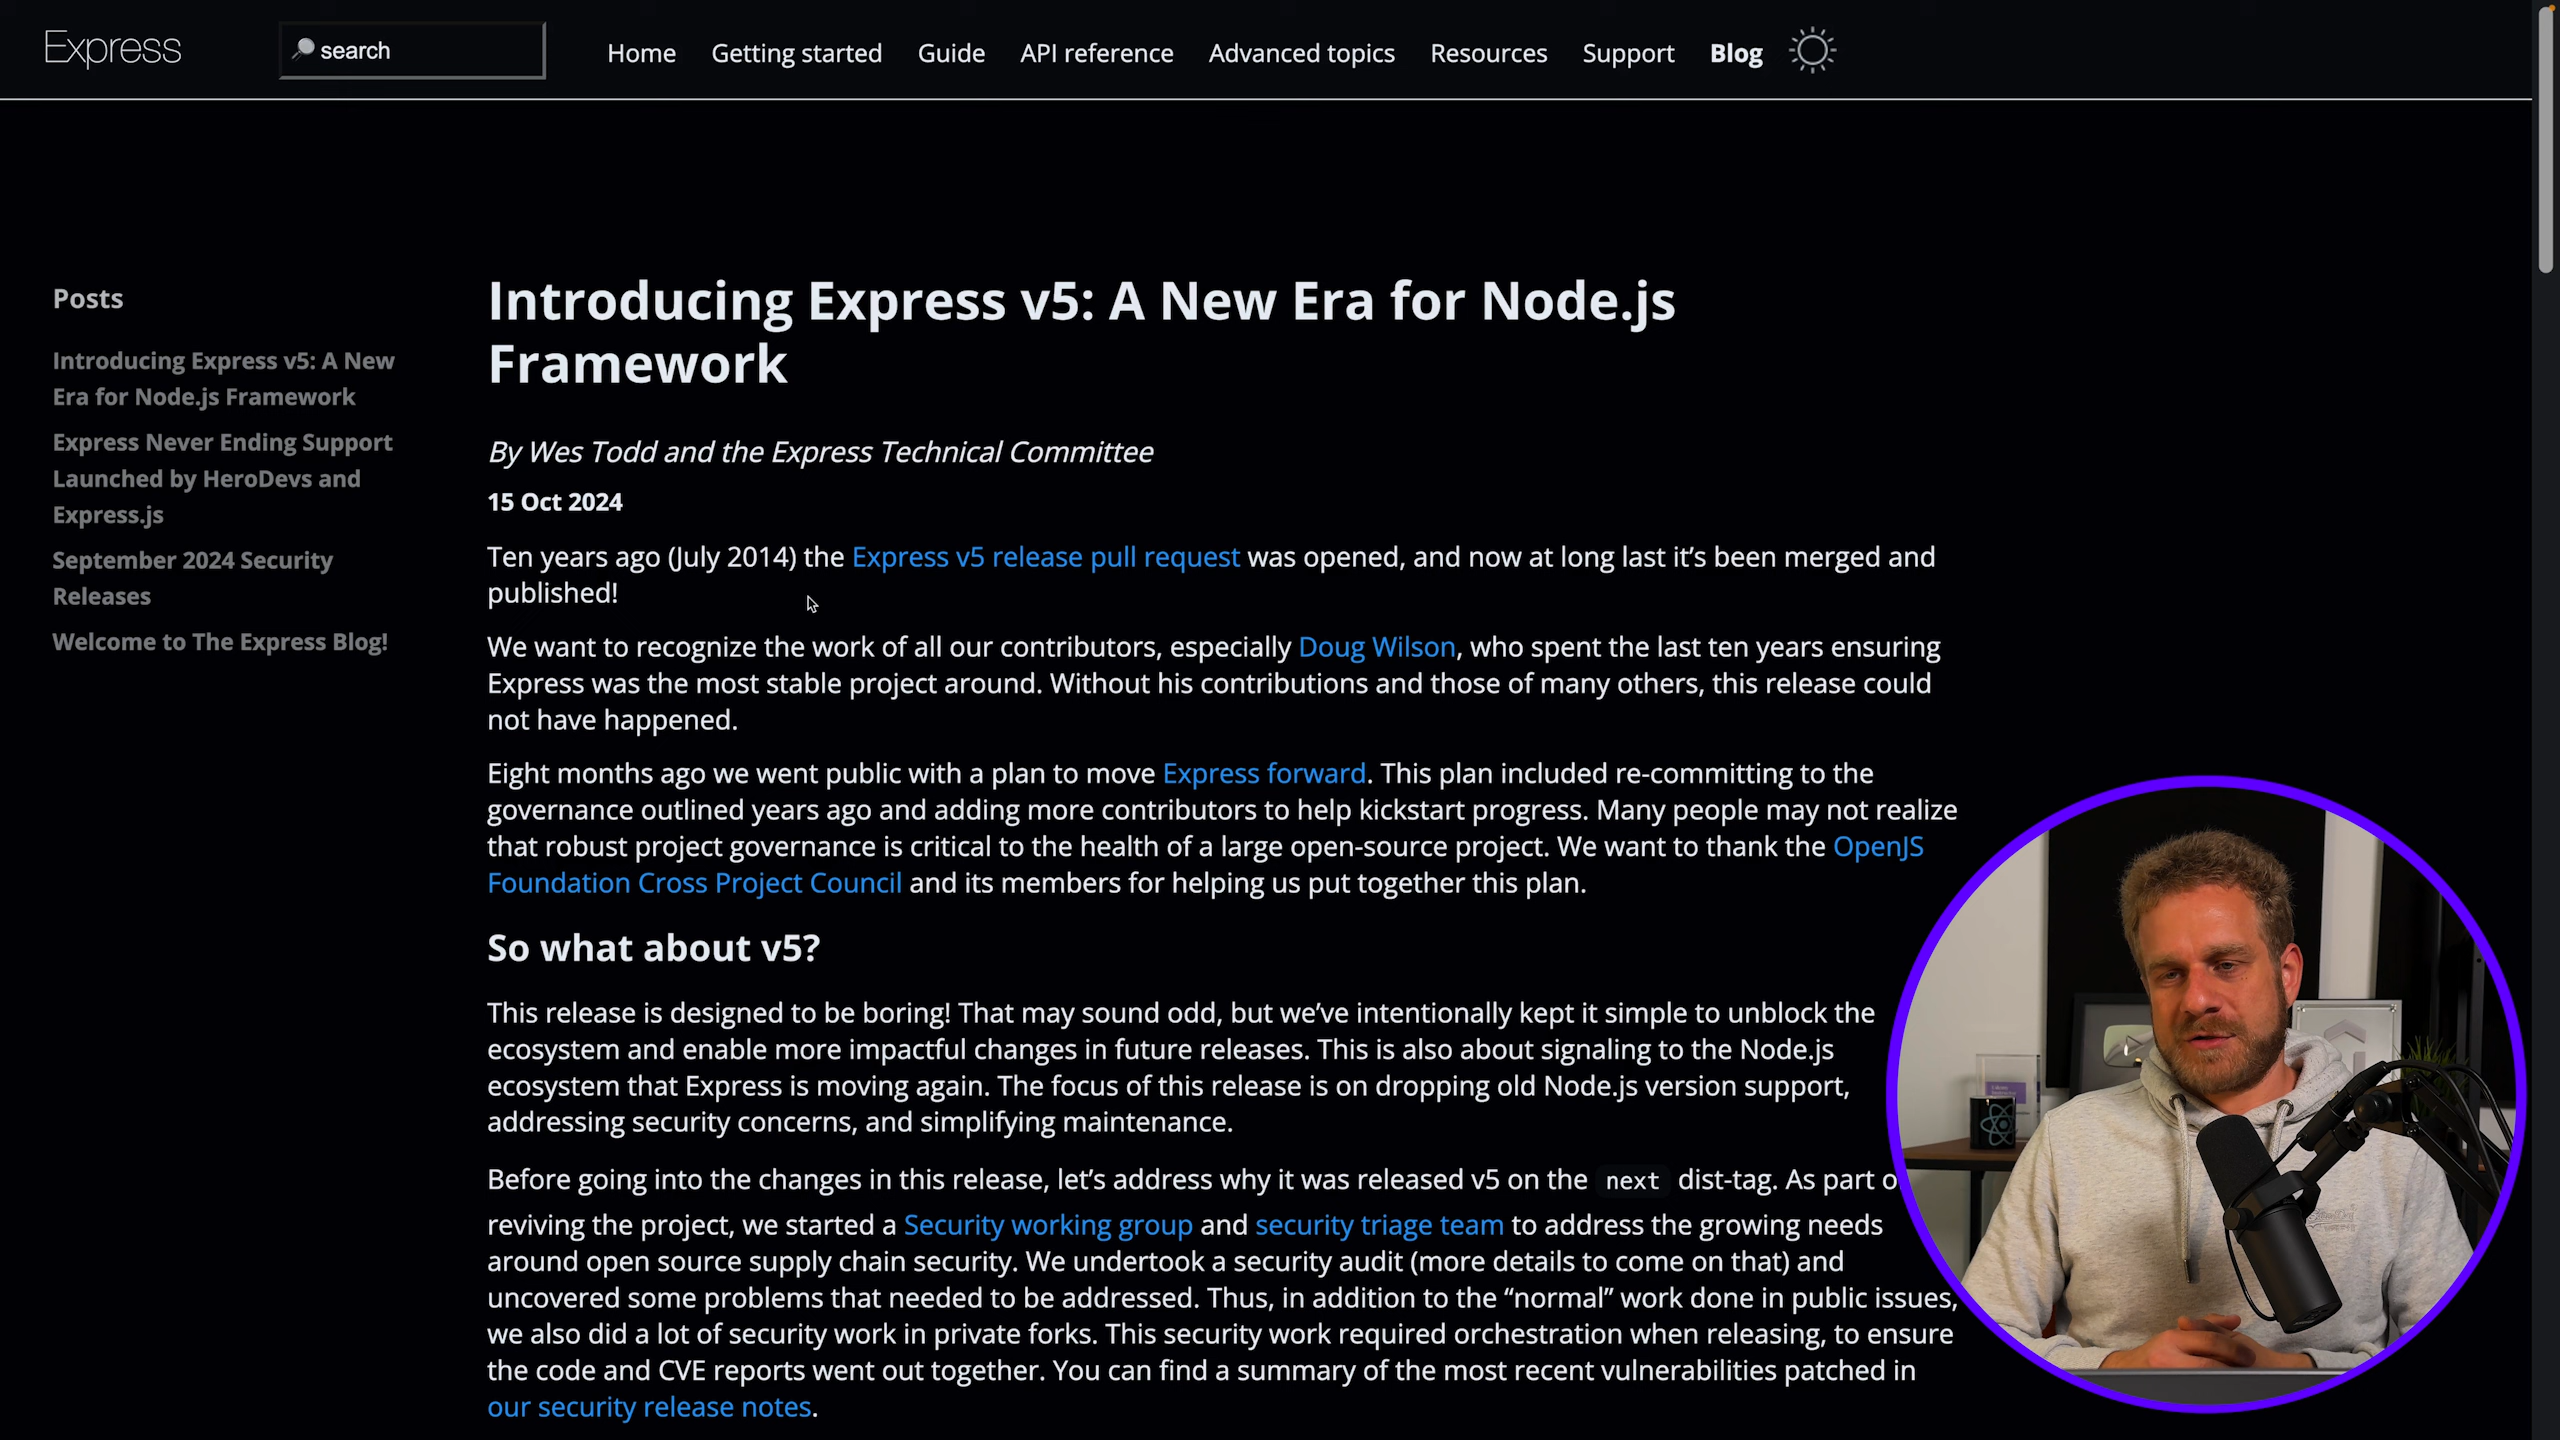 Express
search
Home
Getting started
Guide
API reference
Advanced topics
Resources
Support
Blog
Posts
Introducing Express v5: A New
Era for Node.js Framework
Express Never Ending Support
Launched by HeroDevs and
Express.js
September 2024 Security
Releases
Welcome to The Express Blog!
Introducing Express v5: A New Era for Node.js
Framework
By Wes Todd and the Express Technical Committee
15 Oct 2024
Ten years ago (July 2014) the Express v5 release pull request was opened, and now at long last it’s been merged and
published!
We want to recognize the work of all our contributors, especially Doug Wilson, who spent the last ten years ensuring
Express was the most stable project around. Without his contributions and those of many others, this release could
not have happened.
Eight months ago we went public with a plan to move Express forward. This plan included re-committing to the
governance outlined years ago and adding more contributors to help kickstart progress. Many people may not realize
that robust project governance is critical to the health of a large open-source project. We want to thank the OpenJS
Foundation Cross Project Council and its members for helping us put together this plan.
So what about v5?
This release is designed to be boring! That may sound odd, but we’ve intentionally kept it simple to unblock the
ecosystem and enable more impactful changes in future releases. This is also about signaling to the Node.js
ecosystem that Express is moving again. The focus of this release is on dropping old Node.js version support,
addressing security concerns, and simplifying maintenance.
Before going into the changes in this release, let’s address why it was released v5 on the next dist-tag. As part o
reviving the project, we started a Security working group and security triage team to address the growing needs
around open source supply chain security. We undertook a security audit (more details to come on that) and
uncovered some problems that needed to be addressed. Thus, in addition to the “normal” work done in public issues,
we also did a lot of security work in private forks. This security work required orchestration when releasing, to ensure
the code and CVE reports went out together. You can find a summary of the most recent vulnerabilities patched in
our security release notes.